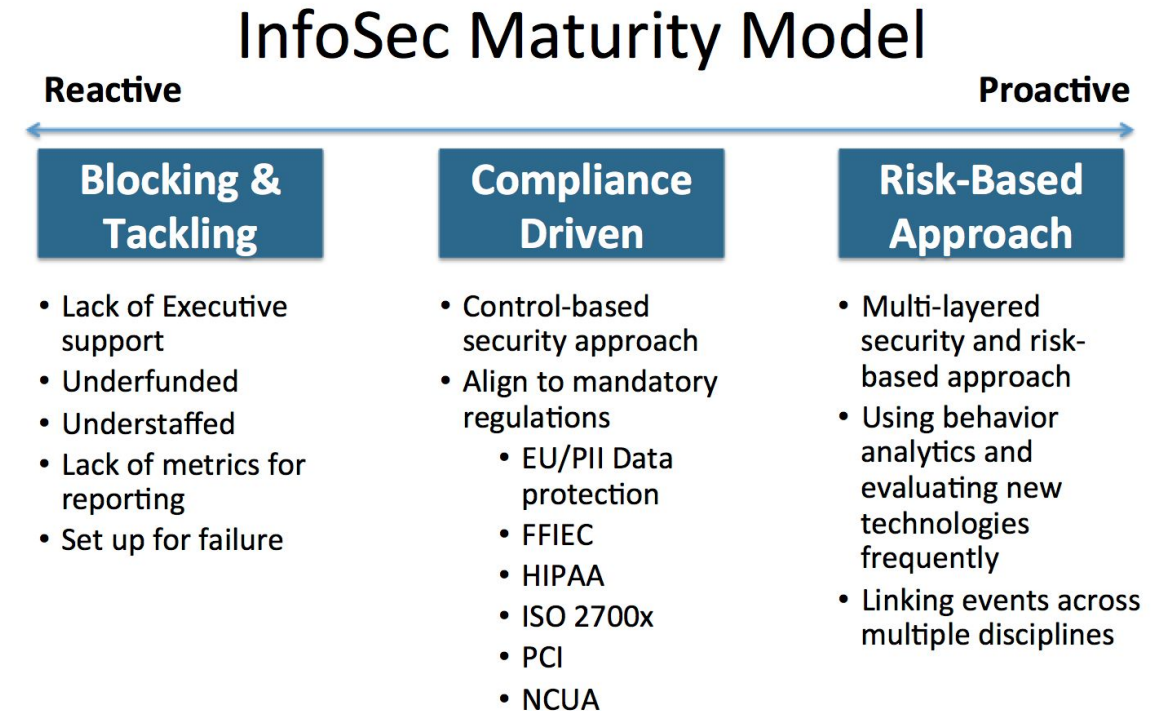 InfoSec Maturity Model
Reactive
Proactive
Blocking &
Tackling
• Lack of Executive
support
• Underfunded
• Understaffed
• Lack of metrics for
reporting
• Set up for failure
Compliance
Driven
• Control-based
security approach
• Align to mandatory
regulations
• EU/PII Data
protection
• FFIEC
• HIPAA
• ISO 2700x
• PCI
• NCUA
Risk-Based
Approach
• Multi-layered
security and risk-
based approach
• Using behavior
analytics and
evaluating new
technologies
frequently
• Linking events across
multiple disciplines